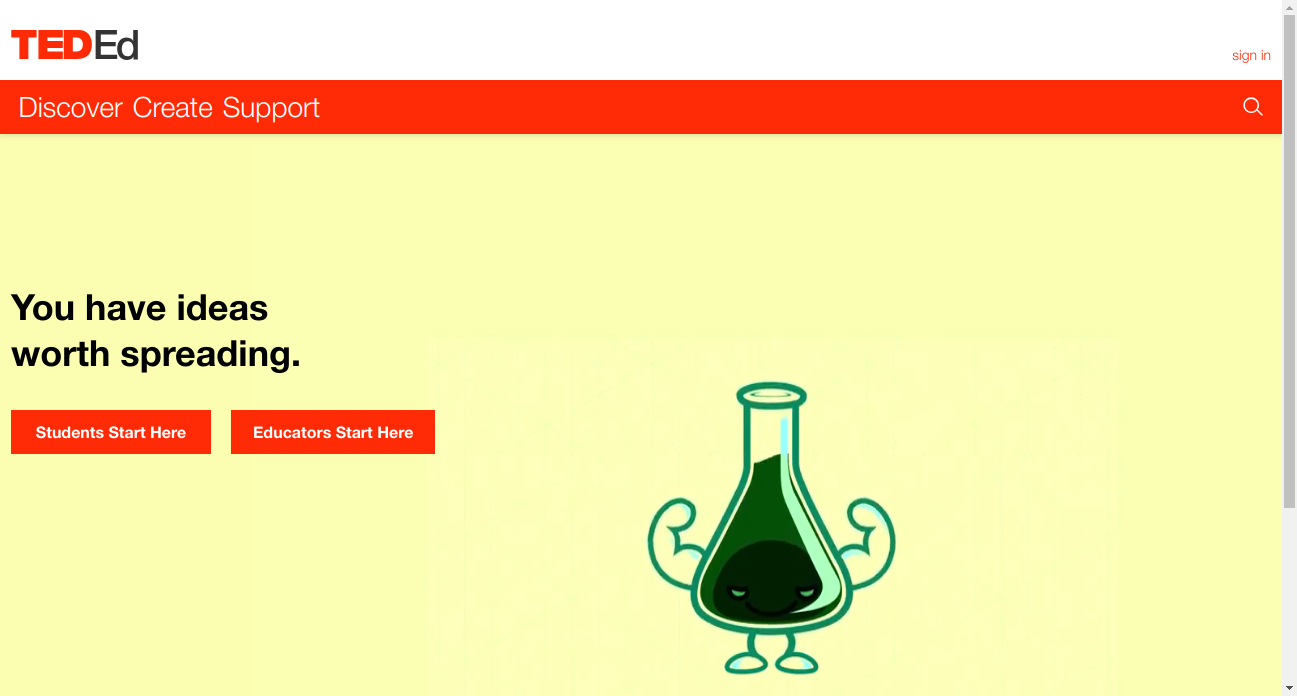 TEDEd
sign in
Discover Create Support
You have ideas
worth spreading.
Students Start Here
Educators Start Here